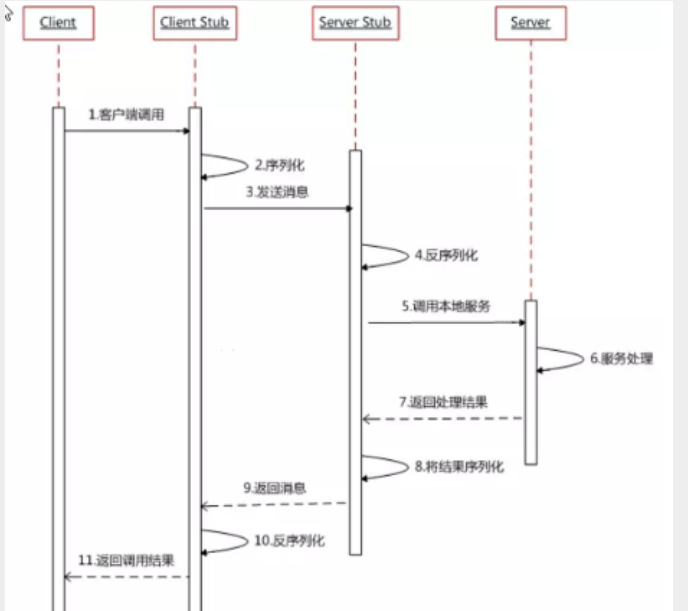 Client
Client Stub
Server Stub
Server
1.客户端调用
2.序列化
3.发送消息
4.反序列化
5.调用本地服务
6.服务处理
7.返回处理结果
8.将结果序列化
9.返回消息
10.反序列化
11.返回调用结果